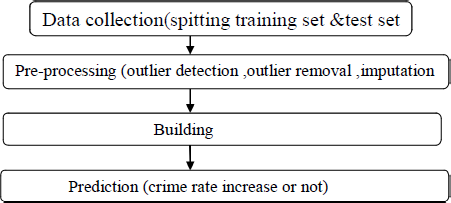 Data collection(spitting training set &test set
Pre-processing (outlier detection ,outlier removal ,imputation
Building
Prediction (crime rate increase or not)